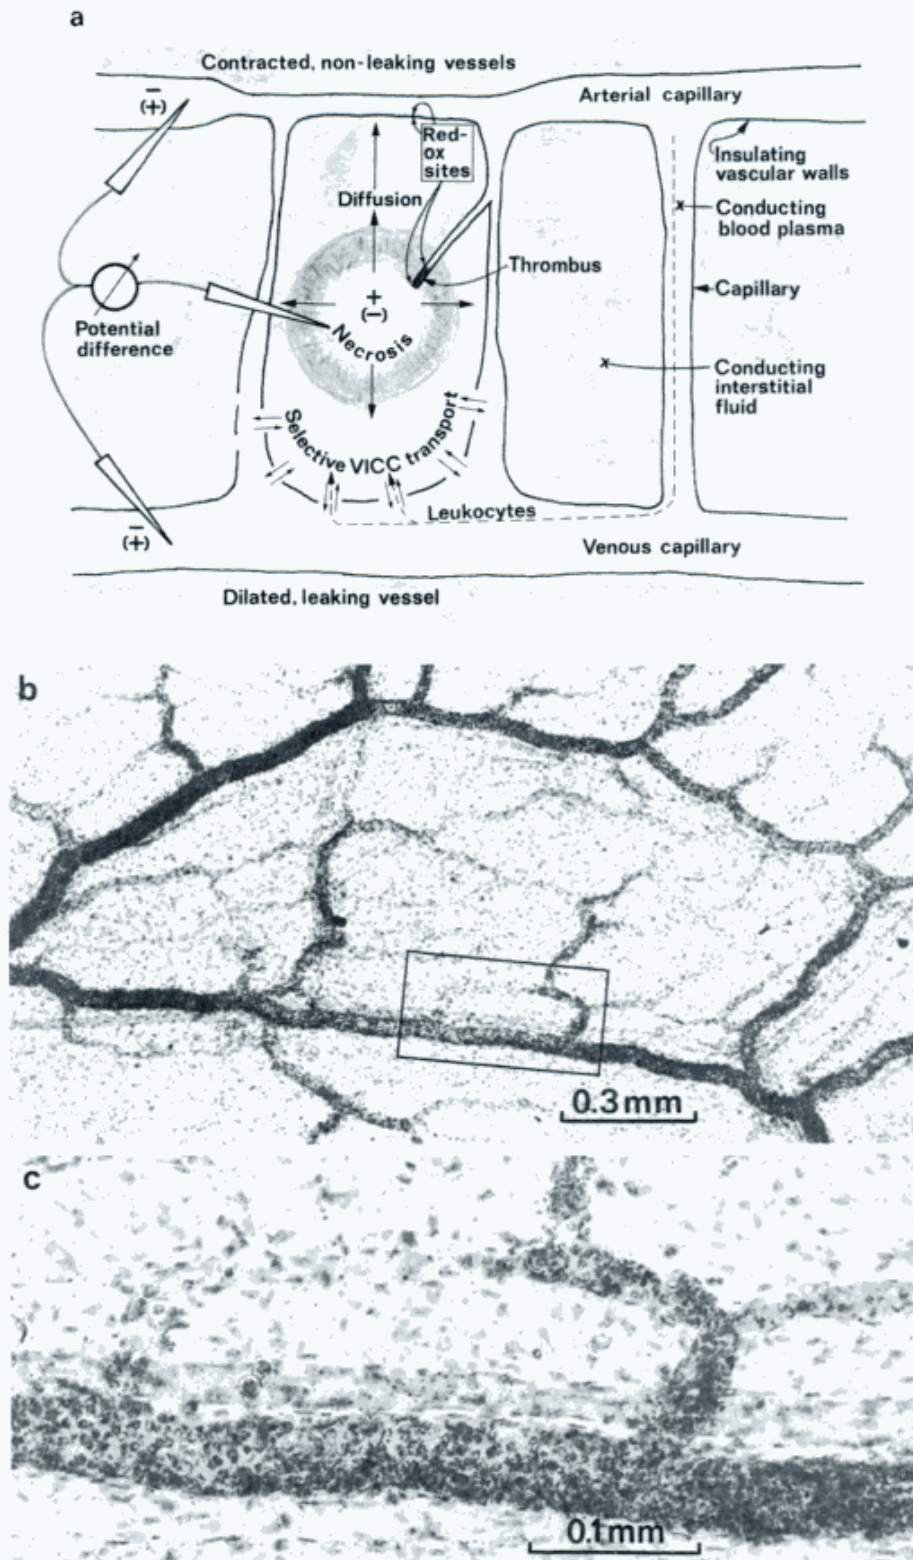 a
Contracted, non-leaking vessels
−
(+)
Arterial capillary
Red-
ox
sites
Insulating
vascular walls
Diffusion
Conducting
blood plasma
Thrombus
+
(−)
Capillary
Potential
difference
Necrosis
Conducting
interstitial
fluid
Selective VICC transport
Leukocytes
−
(+)
Venous capillary
Dilated, leaking vessel
b
0.3mm
c
0.1mm